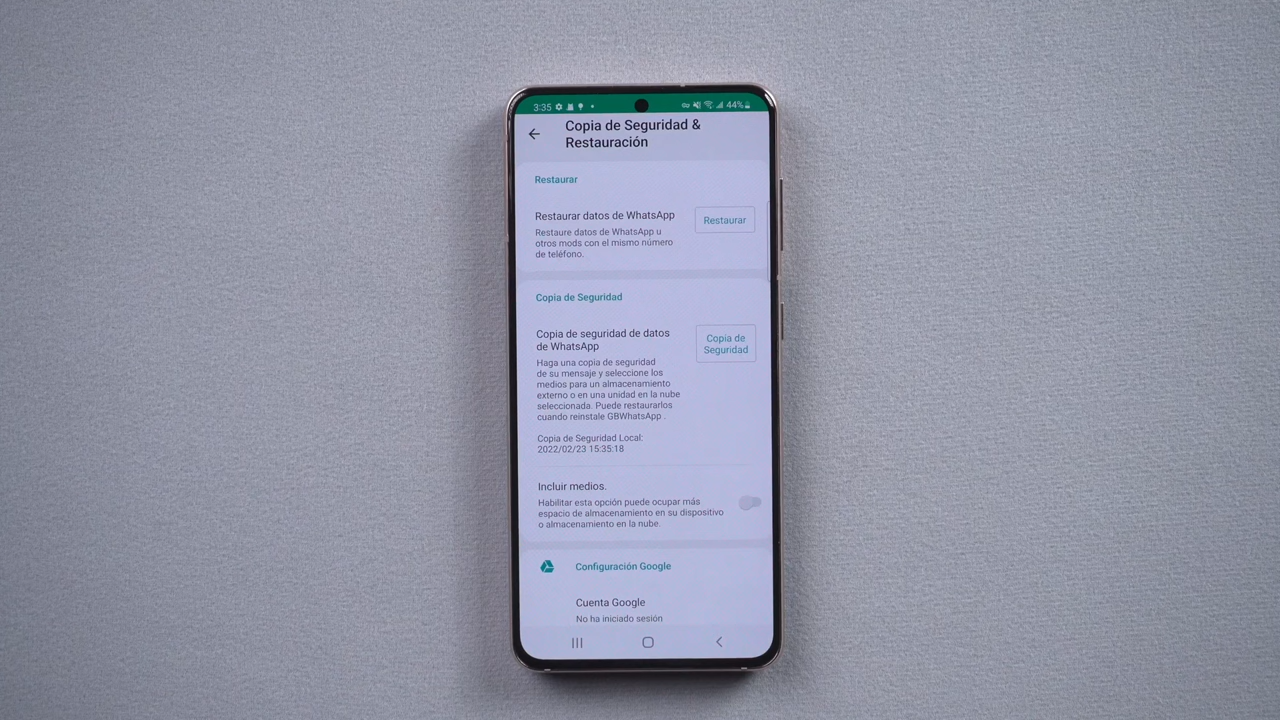 3:35 44%
Copia de Seguridad &
Restauración
Restaurar
Restaurar datos de WhatsApp
Restaure datos de WhatsApp u
otros mods con el mismo número
de teléfono.
Restaurar
Copia de Seguridad
Copia de seguridad de datos
de WhatsApp
Haga una copia de seguridad
de su mensaje y seleccione los
medios para un almacenamiento
externo o en una unidad en la nube
seleccionada. Puede restaurarlos
cuando reinstale GBWhatsApp .
Copia de
Seguridad
Copia de Seguridad Local:
2022/02/23 15:35:18
Incluir medios.
Habilitar esta opción puede ocupar más
espacio de almacenamiento en su dispositivo
o almacenamiento en la nube.
Configuración Google
Cuenta Google
No ha iniciado sesión